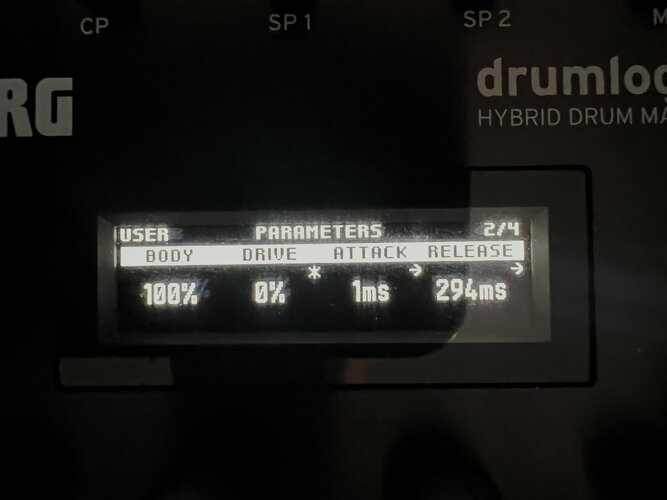 CP SP 1 SP 2 M
RG drumlog
HYBRID DRUM MA
USER PARAMETERS 2/4
BODY DRIVE ATTACK RELEASE
* → →
100% 0% 1ms 294ms